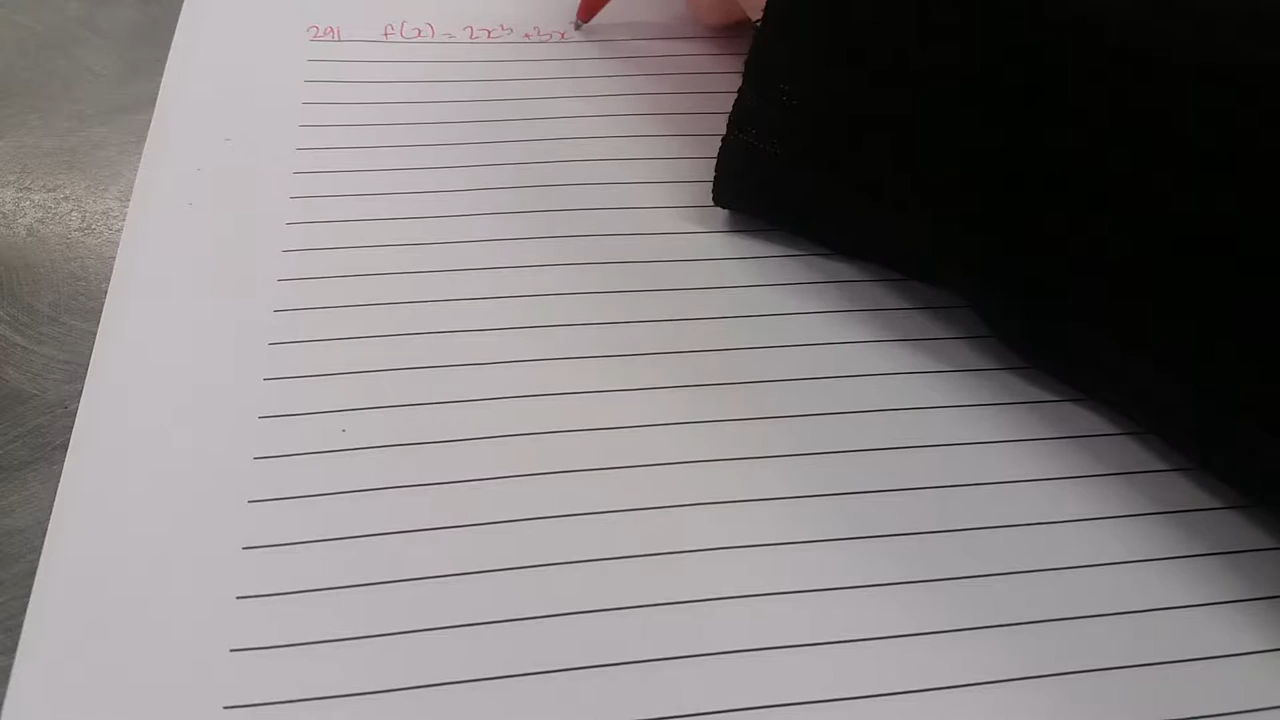 291 f(x) = 2x³ + 3x